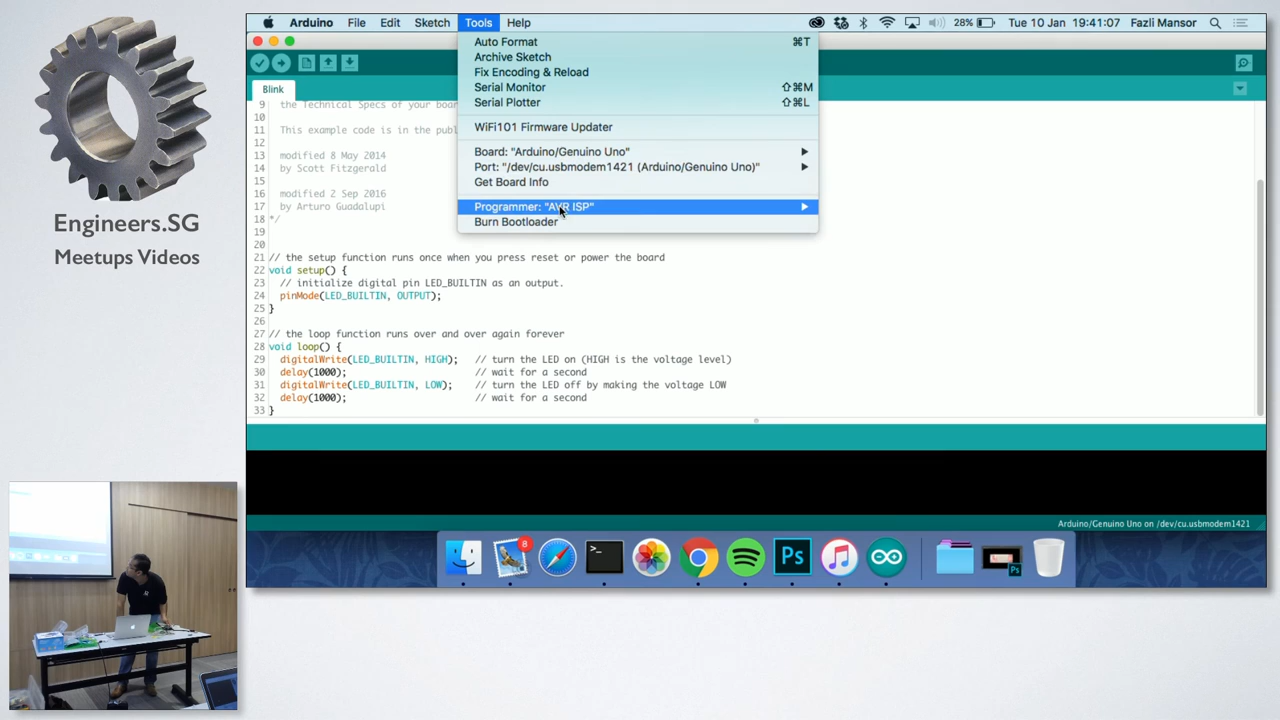 Engineers.SG
Meetups Videos
Arduino File Edit Sketch Tools Help 28% Tue 10 Jan 19:41:07 Fazli Mansor
Auto Format ⌘T
Archive Sketch
Fix Encoding & Reload
Serial Monitor ⇧⌘M
Serial Plotter ⇧⌘L
WiFi101 Firmware Updater
Board: "Arduino/Genuino Uno"
Port: "/dev/cu.usbmodem1421 (Arduino/Genuino Uno)"
Get Board Info
Programmer: "AVR ISP"
Burn Bootloader
Blink
9 the Technical Specs of your boar
10
11 This example code is in the publ
12
13 modified 8 May 2014
14 by Scott Fitzgerald
15
16 modified 2 Sep 2016
17 by Arturo Guadalupi
18 */
19
20
21 // the setup function runs once when you press reset or power the board
22 void setup() {
23 // initialize digital pin LED_BUILTIN as an output.
24 pinMode(LED_BUILTIN, OUTPUT);
25 }
26
27 // the loop function runs over and over again forever
28 void loop() {
29 digitalWrite(LED_BUILTIN, HIGH); // turn the LED on (HIGH is the voltage level)
30 delay(1000); // wait for a second
31 digitalWrite(LED_BUILTIN, LOW); // turn the LED off by making the voltage LOW
32 delay(1000); // wait for a second
33 }
Arduino/Genuino Uno on /dev/cu.usbmodem1421
8
Ps
Ps